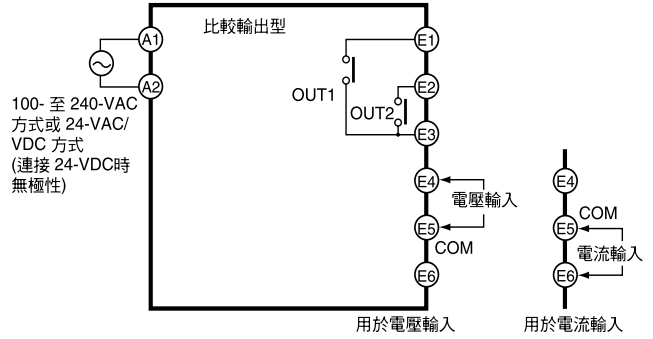 比較輸出型
A1
A2
100- 至 240-VAC
方式或 24-VAC/
VDC 方式
(連接 24-VDC時
無極性)
OUT1
OUT2
E1
E2
E3
E4
電壓輸入
E5
COM
E6
用於電壓輸入
E4
COM
E5
電流輸入
E6
用於電流輸入